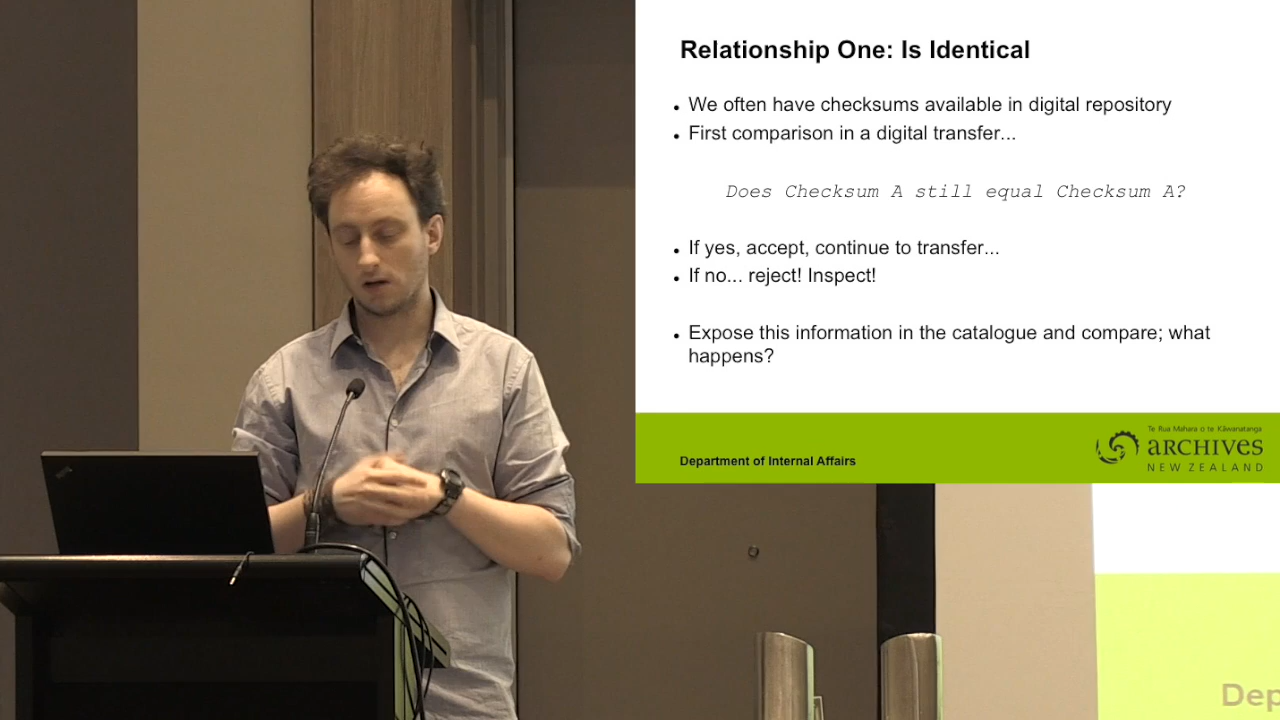 Relationship One: Is Identical
• We often have checksums available in digital repository
• First comparison in a digital transfer...
Does Checksum A still equal Checksum A?
• If yes, accept, continue to transfer...
• If no... reject! Inspect!
• Expose this information in the catalogue and compare; what
happens?
Department of Internal Affairs
Te Rua Mahara o te Kāwanatanga
ARCHIVES
NEW ZEALAND
Dep